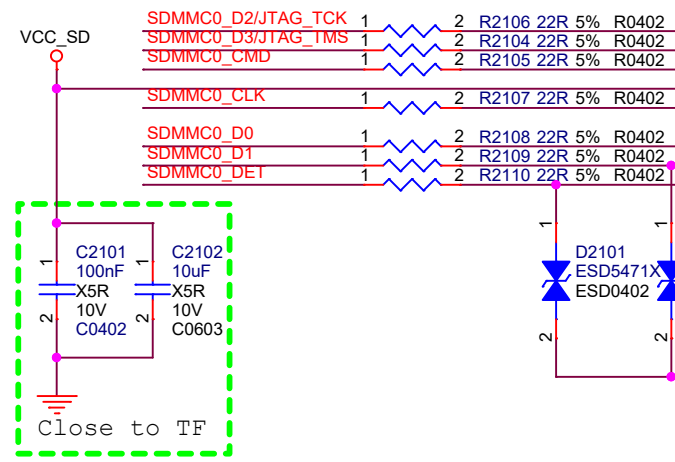 SDMMC0_D2/JTAG_TCK 1 2 R2106 22R 5% R0402
VCC_SD
SDMMC0_D3/JTAG_TMS 1 2 R2104 22R 5% R0402
SDMMC0_CMD 1 2 R2105 22R 5% R0402
SDMMC0_CLK 1 2 R2107 22R 5% R0402
SDMMC0_D0 1 2 R2108 22R 5% R0402
SDMMC0_D1 1 2 R2109 22R 5% R0402
SDMMC0_DET 1 2 R2110 22R 5% R0402
1 C2101 1 C2102
100nF 10uF
X5R X5R
2 10V 2 10V
C0402 C0603
Close to TF
1 D2101 1
ESD5471X
ESD0402
2 2